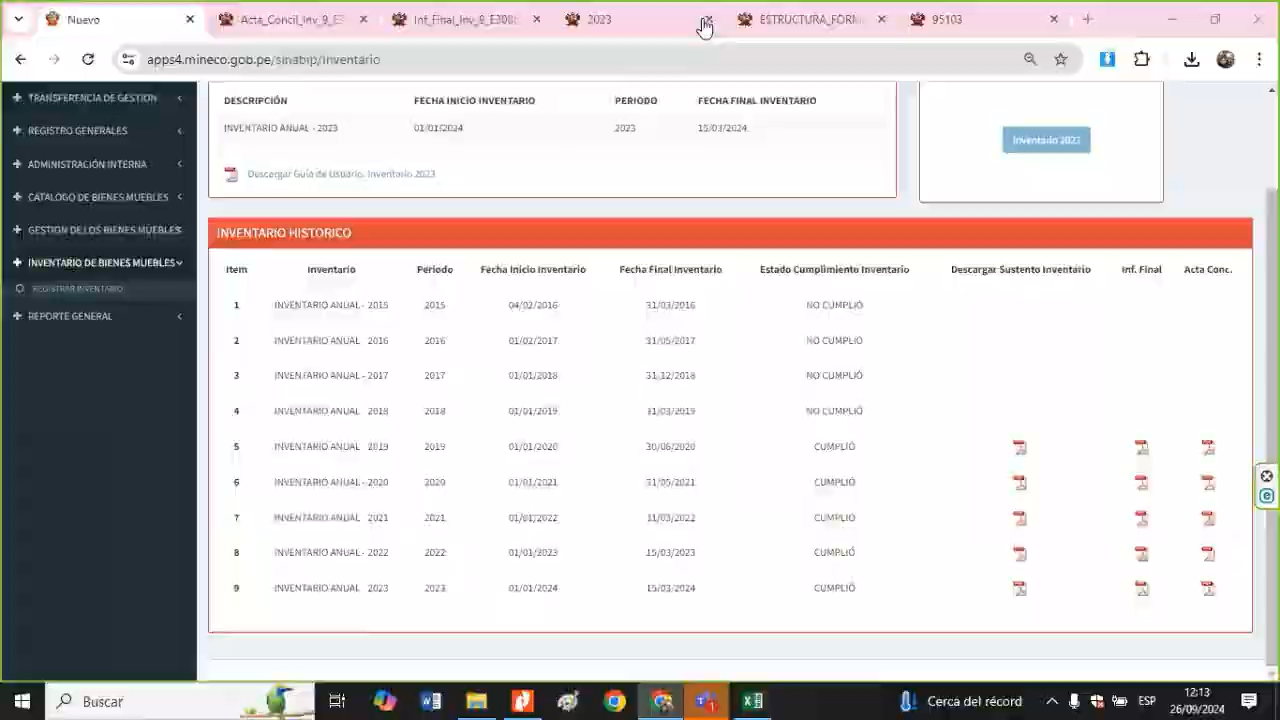 Nuevo
Acta_Concil_Inv_9_E3
Inf_Final_Inv_9_E308
2023
ESTRUCTURA_FORM
95103
apps4.mineco.gob.pe/sinabip/Inventario
TRANSFERENCIA DE GESTION
REGISTRO GENERALES
ADMINISTRACIÓN INTERNA
CATALOGO DE BIENES MUEBLES
GESTION DE LOS BIENES MUEBLES
INVENTARIO DE BIENES MUEBLES
REGISTRAR INVENTARIO
REPORTE GENERAL
DESCRIPCIÓN FECHA INICIO INVENTARIO PERIODO FECHA FINAL INVENTARIO
INVENTARIO ANUAL - 2023 01/01/2024 2023 15/03/2024
Descargar Guía de Usuario. Inventario 2023
Inventario 2023
INVENTARIO HISTORICO
Item Inventario Período Fecha Inicio Inventario Fecha Final Inventario Estado Cumplimiento Inventario Descargar Sustento Inventario Inf. Final Acta Conc.
1 INVENTARIO ANUAL - 2015 2015 04/02/2016 31/03/2016 NO CUMPLIÓ
2 INVENTARIO ANUAL 2016 2016 01/02/2017 31/05/2017 NO CUMPLIÓ
3 INVENTARIO ANUAL - 2017 2017 01/01/2018 31/12/2018 NO CUMPLIÓ
4 INVENTARIO ANUAL 2018 2018 01/01/2019 31/03/2019 NO CUMPLIÓ
5 INVENTARIO ANUAL 2019 2019 01/01/2020 30/06/2020 CUMPLIÓ
6 INVENTARIO ANUAL - 2020 2020 01/01/2021 31/05/2021 CUMPLIÓ
7 INVENTARIO ANUAL 2021 2021 01/01/2022 31/03/2022 CUMPLIÓ
8 INVENTARIO ANUAL - 2022 2022 01/01/2023 15/03/2023 CUMPLIÓ
9 INVENTARIO ANUAL 2023 2023 01/01/2024 15/03/2024 CUMPLIÓ
Buscar
Cerca del récord
ESP
12:13
26/09/2024